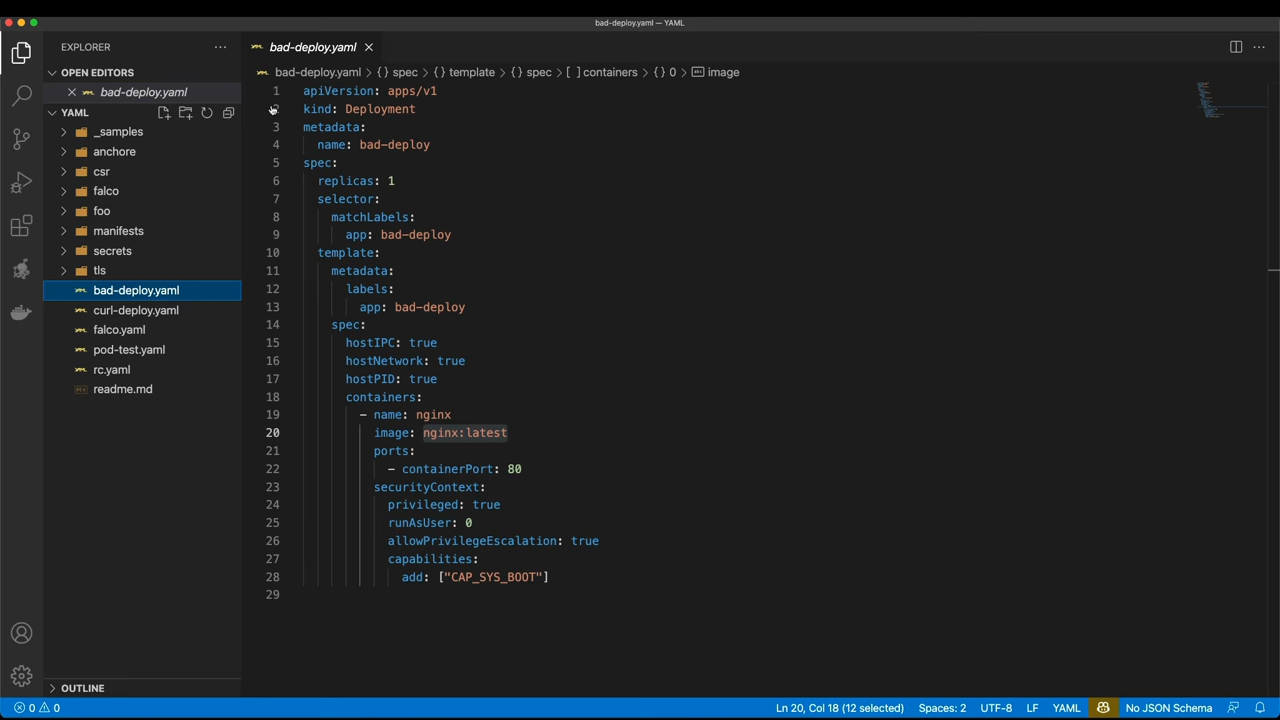 bad-deploy.yaml — YAML
EXPLORER
OPEN EDITORS
bad-deploy.yaml
YAML
_samples
anchore
csr
falco
foo
manifests
secrets
tls
bad-deploy.yaml
curl-deploy.yaml
falco.yaml
pod-test.yaml
rc.yaml
readme.md
OUTLINE
bad-deploy.yaml
bad-deploy.yaml > { } spec > { } template > { } spec > [ ] containers > { } 0 > abc image
1 apiVersion: apps/v1
2 kind: Deployment
3 metadata:
4 name: bad-deploy
5 spec:
6 replicas: 1
7 selector:
8 matchLabels:
9 app: bad-deploy
10 template:
11 metadata:
12 labels:
13 app: bad-deploy
14 spec:
15 hostIPC: true
16 hostNetwork: true
17 hostPID: true
18 containers:
19 - name: nginx
20 image: nginx:latest
21 ports:
22 - containerPort: 80
23 securityContext:
24 privileged: true
25 runAsUser: 0
26 allowPrivilegeEscalation: true
27 capabilities:
28 add: ["CAP_SYS_BOOT"]
29
0 0 Ln 20, Col 18 (12 selected) Spaces: 2 UTF-8 LF YAML No JSON Schema